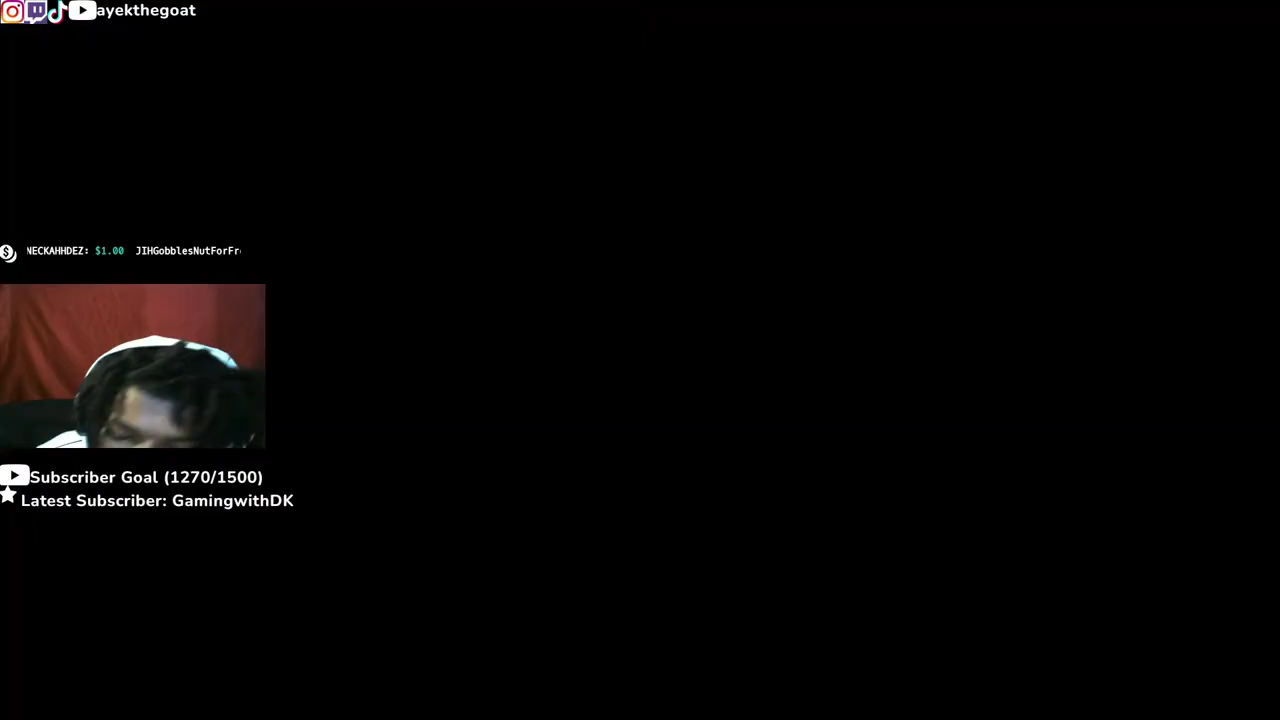 ayekthegoat
NECKAHHDEZ: $1.00 JIHGobblesNutForFr
Subscriber Goal (1270/1500)
Latest Subscriber: GamingwithDK